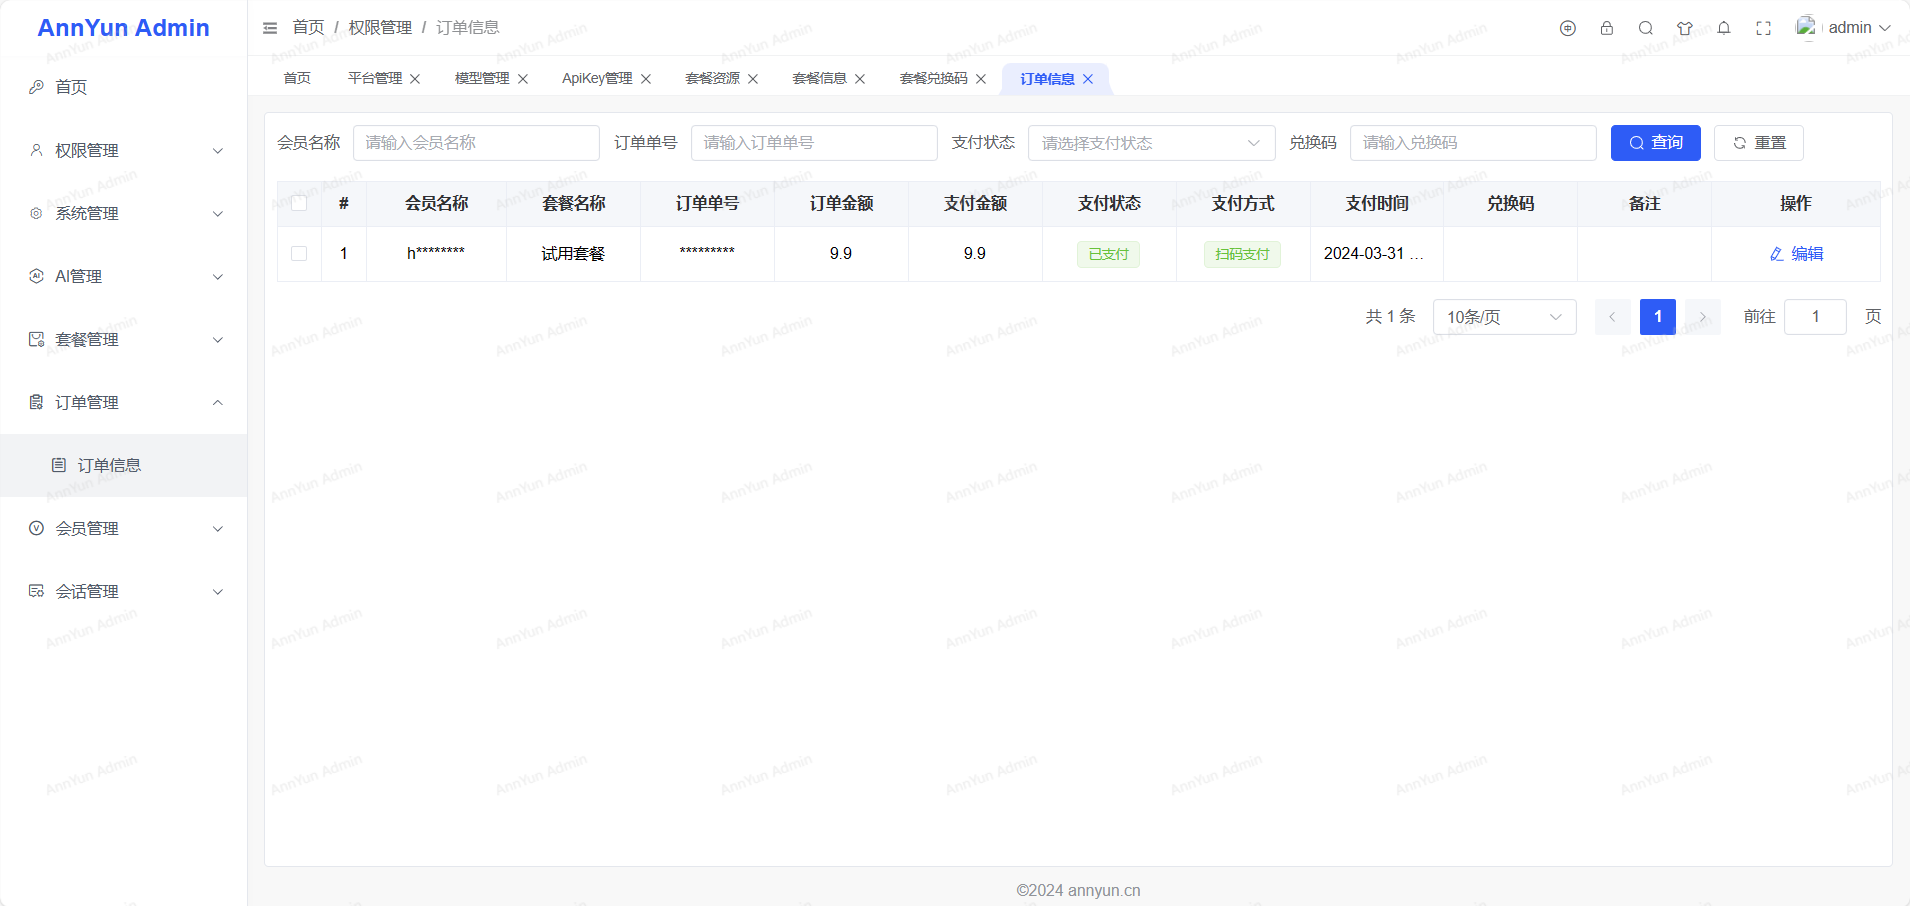 AnnYun Admin
首页 / 权限管理 / 订单信息
admin
首页 平台管理 模型管理 ApiKey管理 套餐资源 套餐信息 套餐兑换码 订单信息
首页
权限管理
系统管理
AI管理
套餐管理
订单管理
订单信息
会员管理
会话管理
会员名称 请输入会员名称 订单单号 请输入订单单号 支付状态 请选择支付状态 兑换码 请输入兑换码 查询 重置
# 会员名称 套餐名称 订单单号 订单金额 支付金额 支付状态 支付方式 支付时间 兑换码 备注 操作
1 h******** 试用套餐 ********* 9.9 9.9 已支付 扫码支付 2024-03-31 ... 编辑
共 1 条 10条/页 1 前往 1 页
©2024 annyun.cn